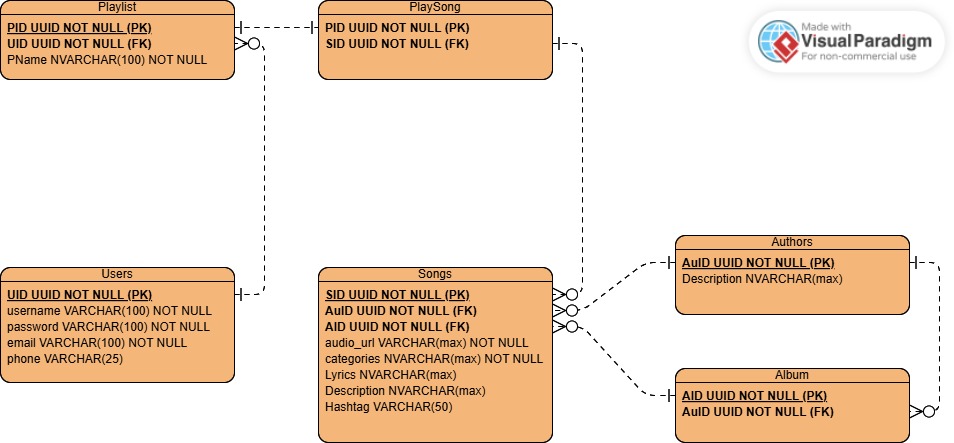 Playlist
PID UUID NOT NULL (PK)
UID UUID NOT NULL (FK)
PName NVARCHAR(100) NOT NULL
PlaySong
PID UUID NOT NULL (PK)
SID UUID NOT NULL (FK)
Made with
VisualParadigm
For non-commercial use
Users
UID UUID NOT NULL (PK)
username VARCHAR(100) NOT NULL
password VARCHAR(100) NOT NULL
email VARCHAR(100) NOT NULL
phone VARCHAR(25)
Songs
SID UUID NOT NULL (PK)
AuID UUID NOT NULL (FK)
AID UUID NOT NULL (FK)
audio_url VARCHAR(max) NOT NULL
categories NVARCHAR(max) NOT NULL
Lyrics NVARCHAR(max)
Description NVARCHAR(max)
Hashtag VARCHAR(50)
Authors
AuID UUID NOT NULL (PK)
Description NVARCHAR(max)
Album
AID UUID NOT NULL (PK)
AuID UUID NOT NULL (FK)